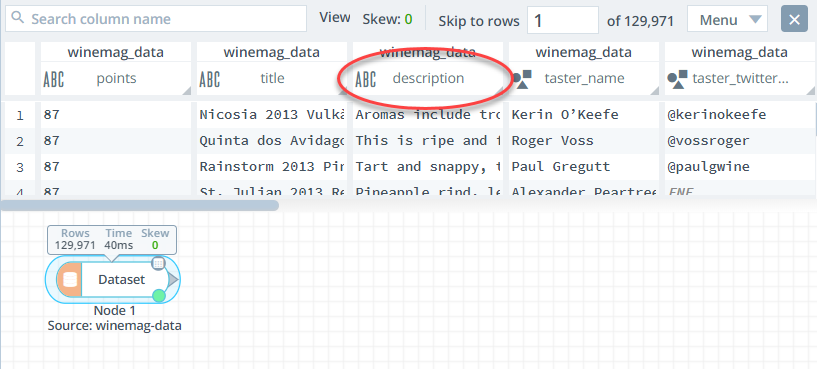 Search column name View Skew: 0 Skip to rows 1 of 129,971 Menu
winemag_data winemag_data winemag_data winemag_data winemag_data
ABC points ABC title ABC description taster_name taster_twitter...
1 87 Nicosia 2013 Vulkà Aromas include tro Kerin O’Keefe @kerinokeefe
2 87 Quinta dos Avidago This is ripe and f Roger Voss @vossroger
3 87 Rainstorm 2013 Pin Tart and snappy, t Paul Gregutt @paulgwine
4 87 St. Julian 2013 Re Pineapple rind, le Alexander Peartree
Rows Time Skew
129,971 40ms 0
Dataset
Node 1
Source: winemag-data